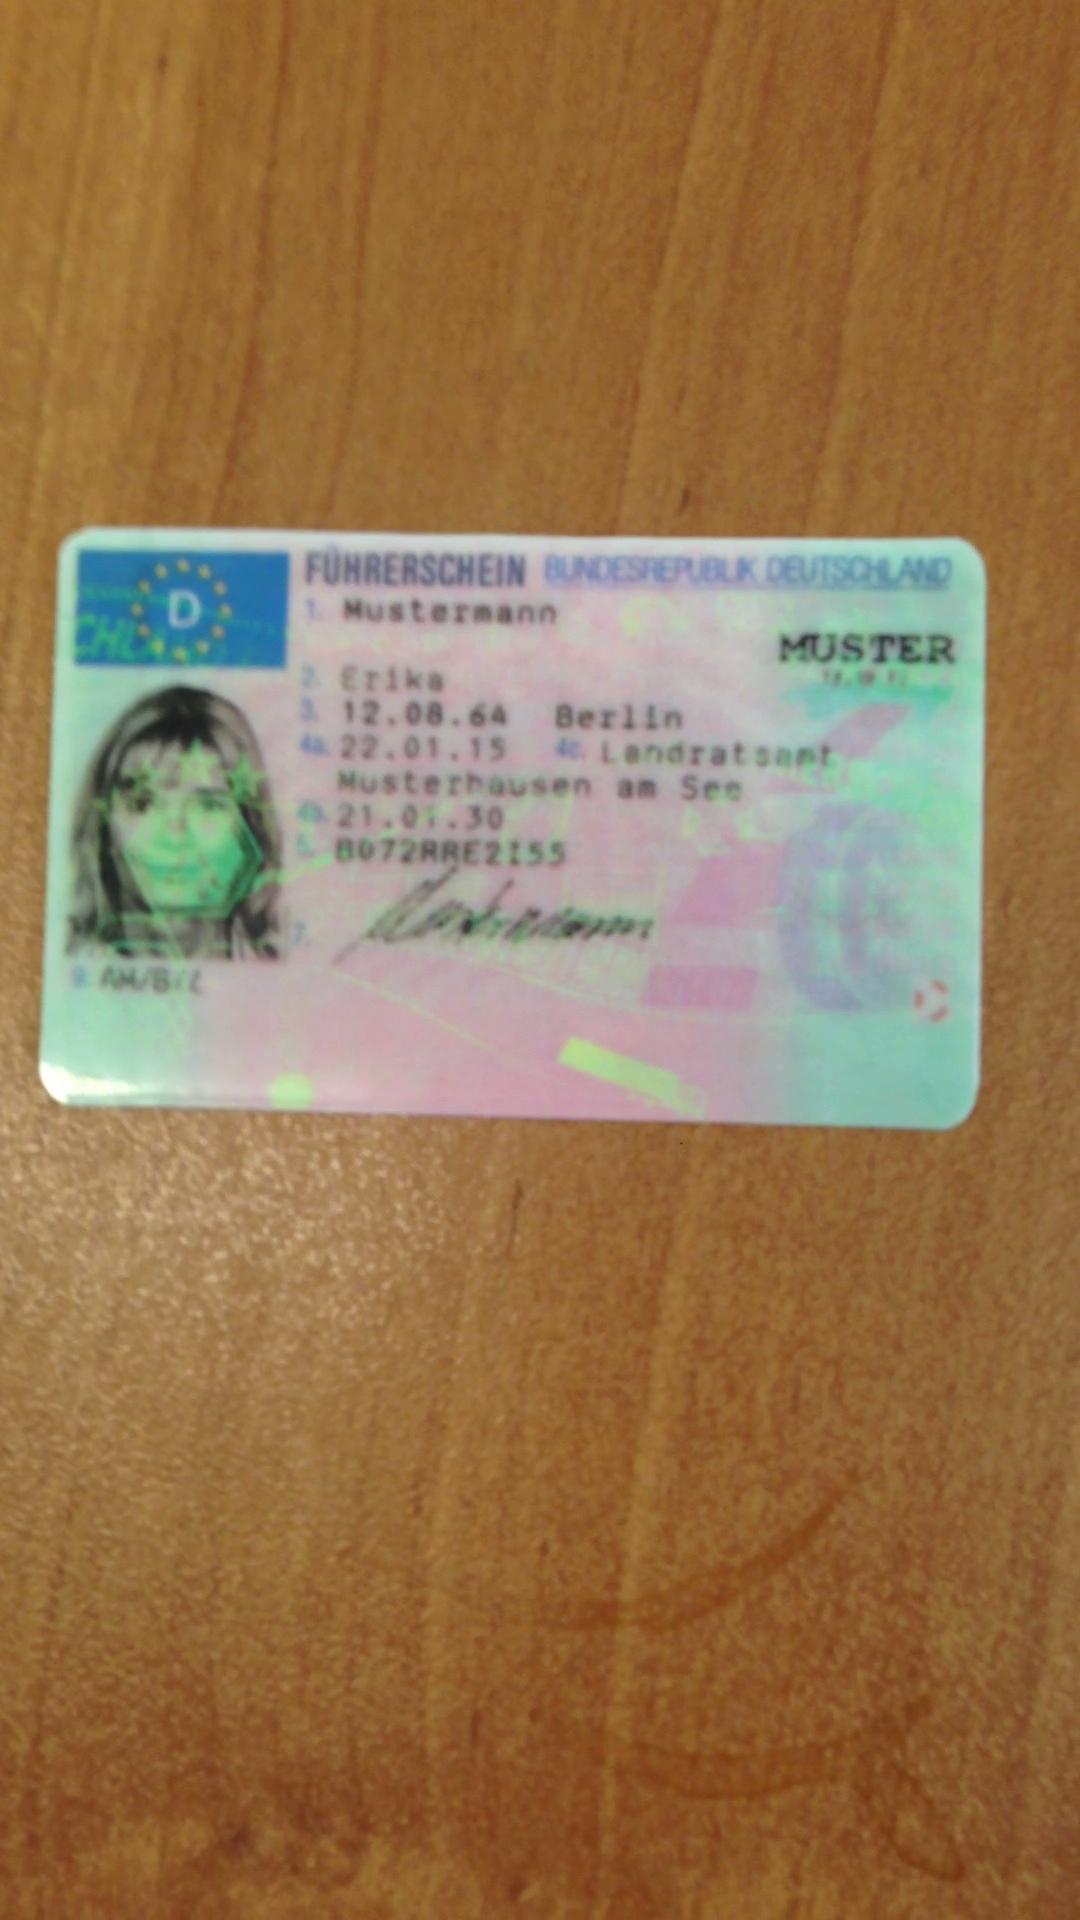 D
FÜHRERSCHEIN BUNDESREPUBLIK DEUTSCHLAND
1. Mustermann
MUSTER
2. Erika
3. 12.08.64 Berlin
4a. 22.01.15 4c. Landratsamt
Musterhausen am See
4b. 21.01.30
5. B072RRE2I55
7. Mustermann
9. AM/B/L